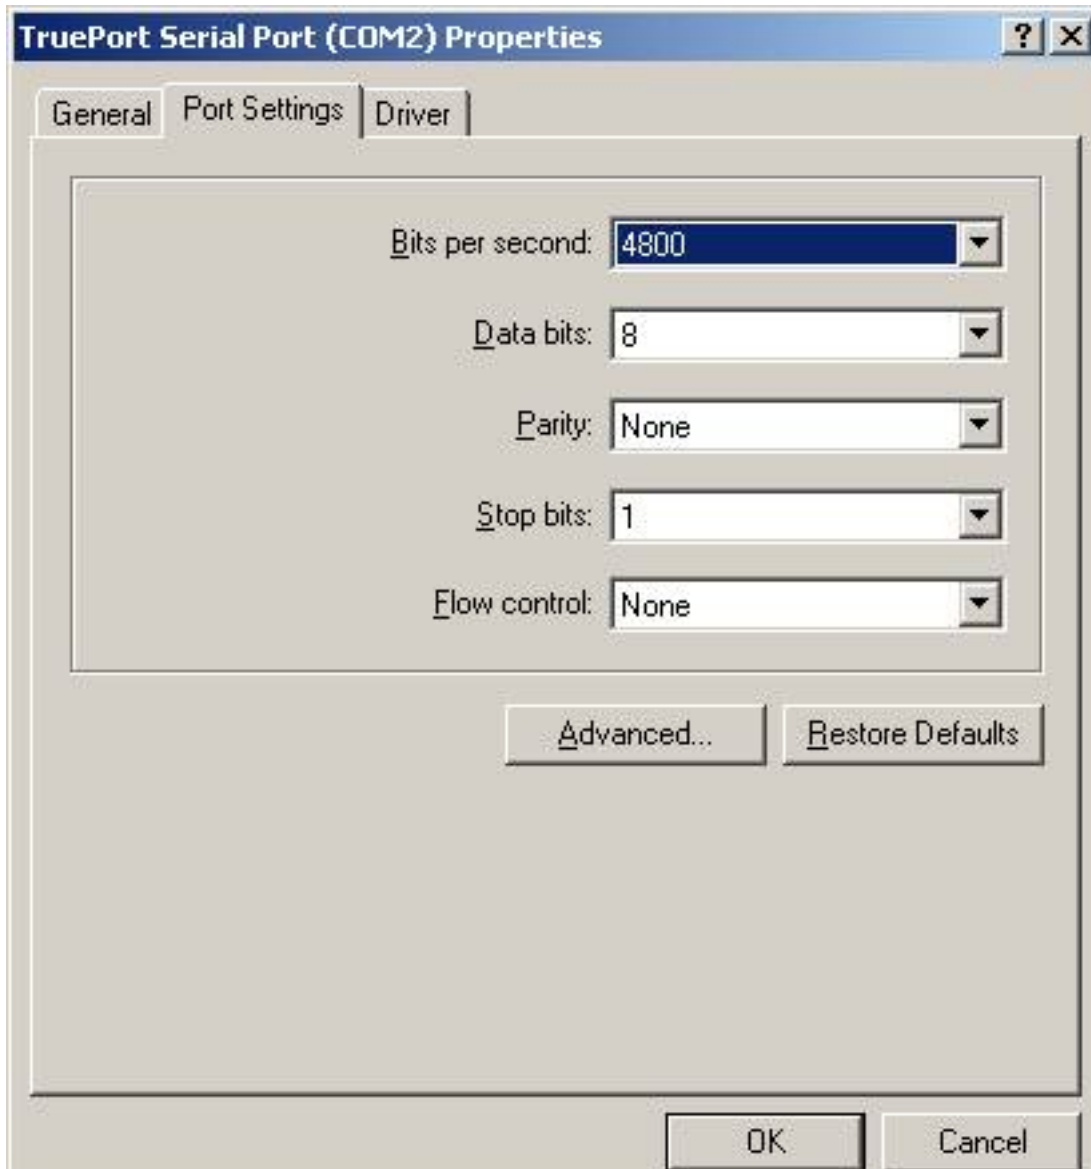 TruePort Serial Port (COM2) Properties
General Port Settings Driver
Bits per second: 4800
Data bits: 8
Parity: None
Stop bits: 1
Flow control: None
Advanced... Restore Defaults
OK Cancel